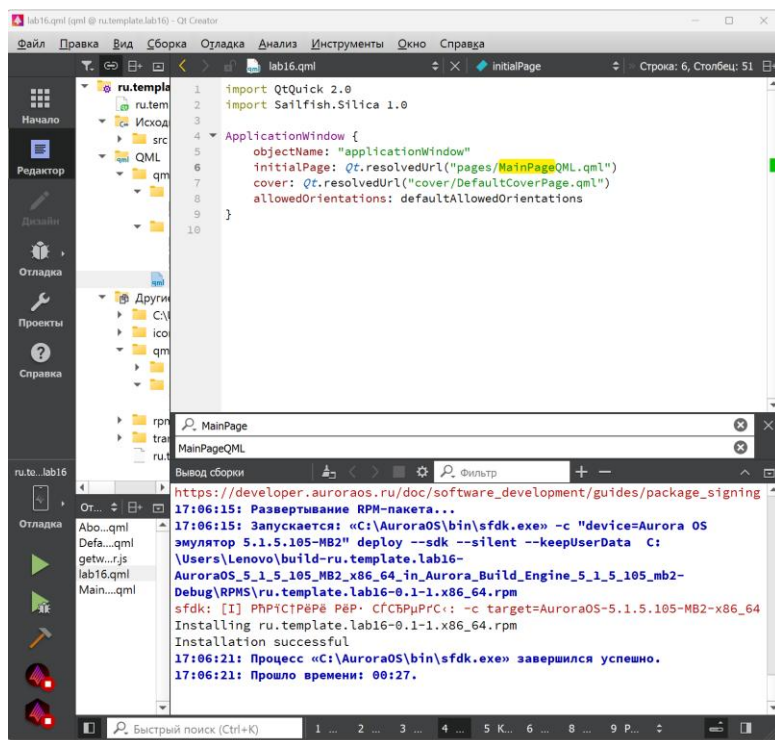 lab16.qml (qml @ ru.template.lab16) - Qt Creator
Файл Правка Вид Сборка Отладка Анализ Инструменты Окно Справка
lab16.qml initialPage Строка: 6, Столбец: 51
Начало
Редактор
Дизайн
Отладка
Проекты
Справка
ru.te...lab16
Отладка
ru.templa
ru.tem
Исход
src
QML
qm
qml
Другие
C:\
ico
qm
rpm
tra
ru.t
1 import QtQuick 2.0
2 import Sailfish.Silica 1.0
3
4 ApplicationWindow {
5 objectName: "applicationWindow"
6 initialPage: Qt.resolvedUrl("pages/MainPageQML.qml")
7 cover: Qt.resolvedUrl("cover/DefaultCoverPage.qml")
8 allowedOrientations: defaultAllowedOrientations
9 }
10
MainPage
MainPageQML
От...
Abo...qml
Defa...qml
getw...r.js
lab16.qml
Main....qml
Вывод сборки Фильтр
https://developer.auroraos.ru/doc/software_development/guides/package_signing
17:06:15: Развертывание RPM-пакета...
17:06:15: Запускается: «C:\AuroraOS\bin\sfdk.exe» -c "device=Aurora OS
эмулятор 5.1.5.105-MB2" deploy --sdk --silent --keepUserData C:
\Users\Lenovo\build-ru.template.lab16-
AuroraOS_5_1_5_105_MB2_x86_64_in_Aurora_Build_Engine_5_1_5_105_mb2-
Debug\RPMS\ru.template.lab16-0.1-1.x86_64.rpm
sfdk: [I] -c target=AuroraOS-5.1.5.105-MB2-x86_64
Installing ru.template.lab16-0.1-1.x86_64.rpm
Installation successful
17:06:21: Процесс «C:\AuroraOS\bin\sfdk.exe» завершился успешно.
17:06:21: Прошло времени: 00:27.
Быстрый поиск (Ctrl+K) 1 ... 2 ... 3 ... 4 ... 5 К... 6 ... 8 ... 9 Р...